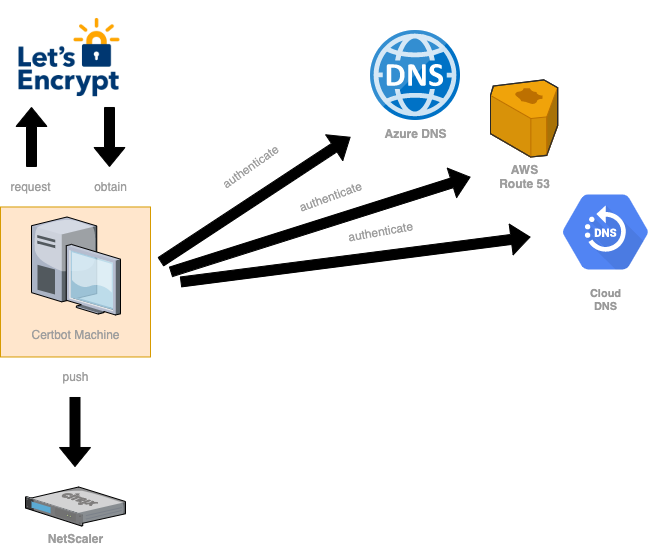 Let's
Encrypt
request
obtain
Certbot Machine
push
citrix
NetScaler
authenticate
authenticate
authenticate
DNS
Azure DNS
AWS
Route 53
DNS
Cloud
DNS